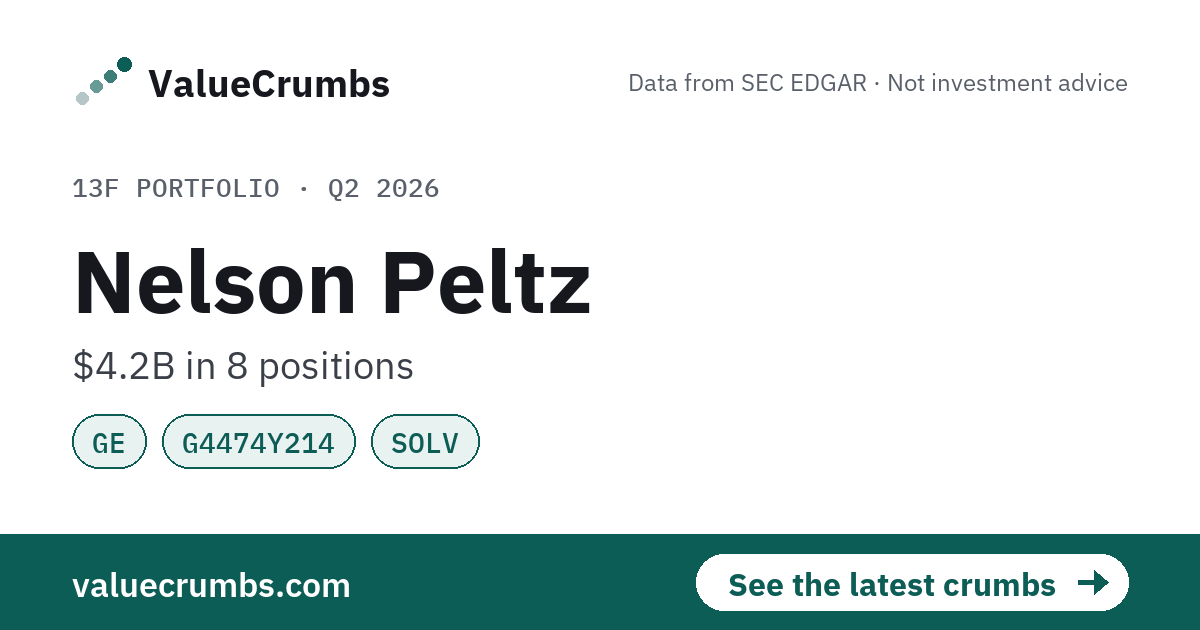 ValueCrumbs
Data from SEC EDGAR · Not investment advice
13F PORTFOLIO · Q2 2026
Nelson Peltz
$4.2B in 8 positions
GE G4474Y214 SOLV
valuecrumbs.com
See the latest crumbs